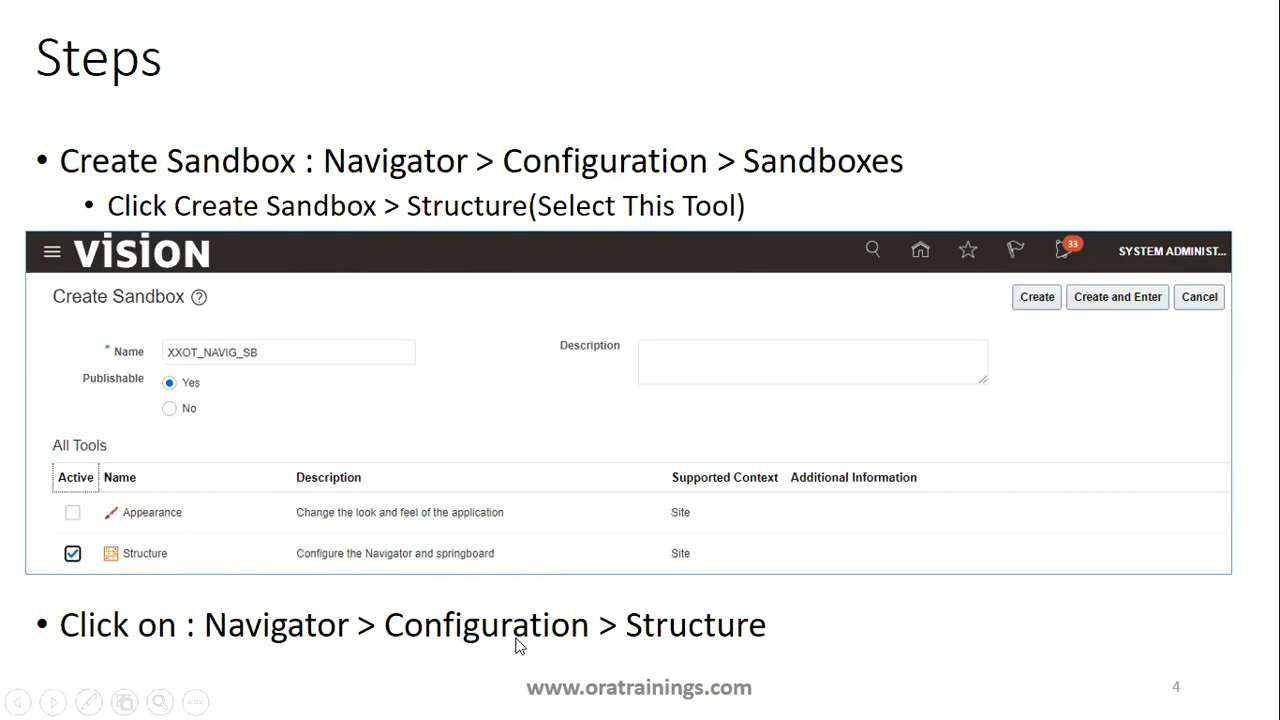 Steps
• Create Sandbox : Navigator > Configuration > Sandboxes
• Click Create Sandbox > Structure(Select This Tool)
VISION 33 SYSTEM ADMINIST...
Create Sandbox ? Create Create and Enter Cancel
* Name XXOT_NAVIG_SB Description
Publishable Yes
No
All Tools
Active Name Description Supported Context Additional Information
Appearance Change the look and feel of the application Site
Structure Configure the Navigator and springboard Site
• Click on : Navigator > Configuration > Structure
www.oratrainings.com 4